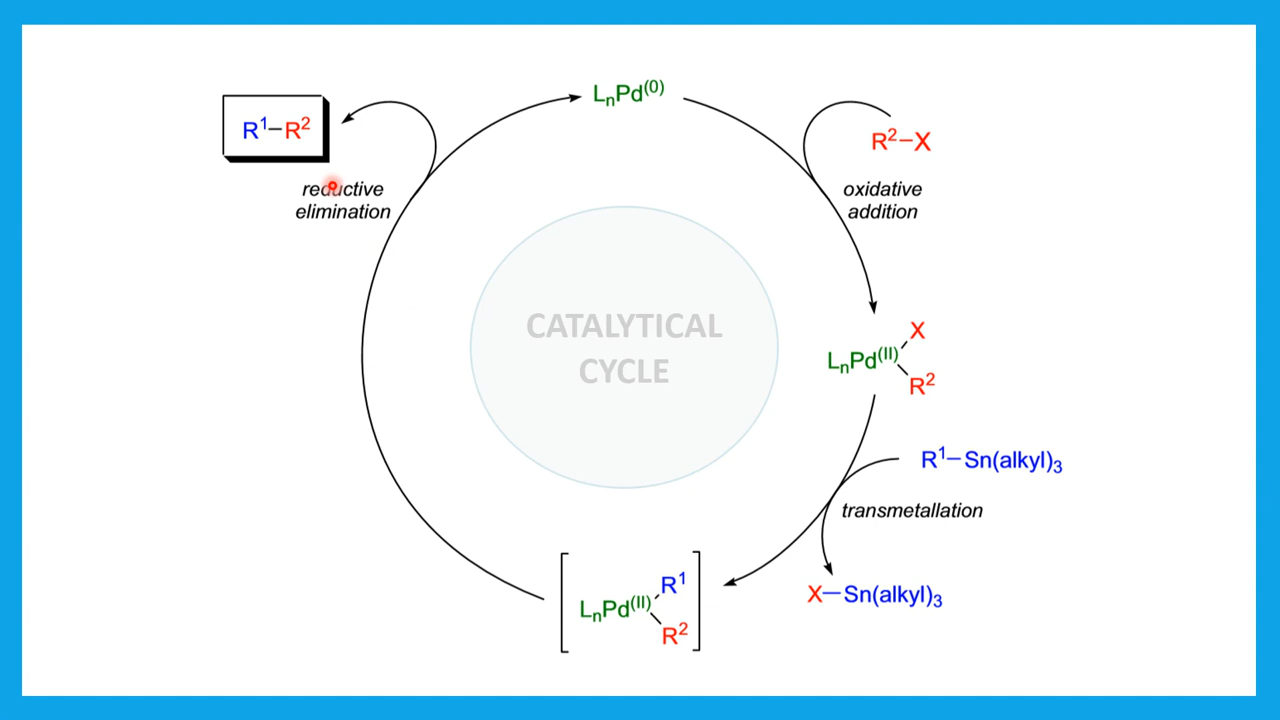 LnPd(0)
R1–R2
R2–X
reductive
elimination
oxidative
addition
CATALYTICAL
CYCLE
X
LnPd(II)
R2
R1–Sn(alkyl)3
transmetallation
R1
LnPd(II)
R2
X–Sn(alkyl)3